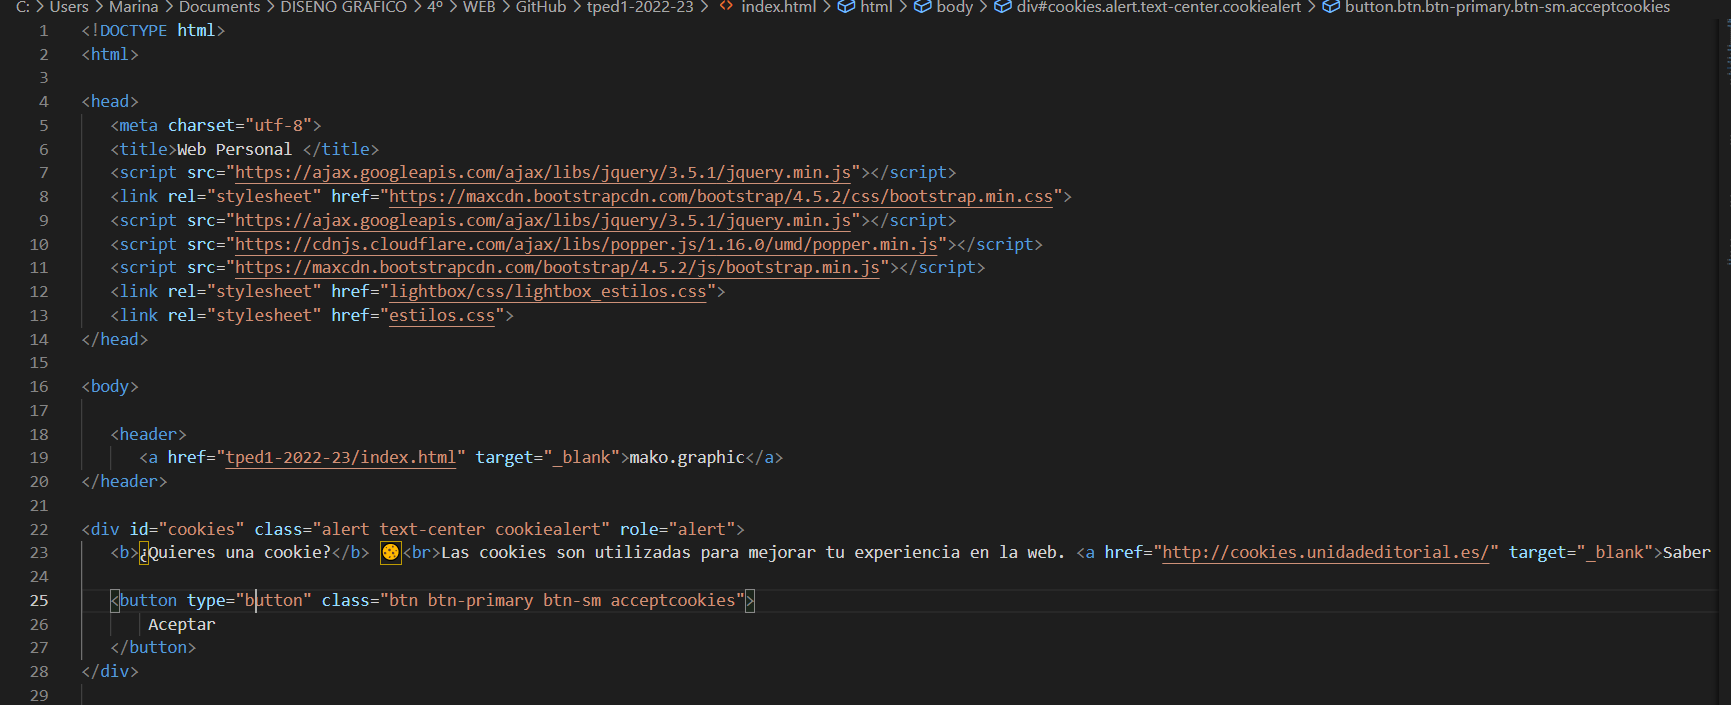 C: > Users > Marina > Documents > DISENO GRAFICO > 4º > WEB > GitHub > tped1-2022-23 > <> index.html > html > body > div#cookies.alert.text-center.cookiealert > button.btn.btn-primary.btn-sm.acceptcookies
1 <!DOCTYPE html>
2 <html>
3
4 <head>
5 <meta charset="utf-8">
6 <title>Web Personal </title>
7 <script src="https://ajax.googleapis.com/ajax/libs/jquery/3.5.1/jquery.min.js"></script>
8 <link rel="stylesheet" href="https://maxcdn.bootstrapcdn.com/bootstrap/4.5.2/css/bootstrap.min.css">
9 <script src="https://ajax.googleapis.com/ajax/libs/jquery/3.5.1/jquery.min.js"></script>
10 <script src="https://cdnjs.cloudflare.com/ajax/libs/popper.js/1.16.0/umd/popper.min.js"></script>
11 <script src="https://maxcdn.bootstrapcdn.com/bootstrap/4.5.2/js/bootstrap.min.js"></script>
12 <link rel="stylesheet" href="lightbox/css/lightbox_estilos.css">
13 <link rel="stylesheet" href="estilos.css">
14 </head>
15
16 <body>
17
18 <header>
19 <a href="tped1-2022-23/index.html" target="_blank">mako.graphic</a>
20 </header>
21
22 <div id="cookies" class="alert text-center cookiealert" role="alert">
23 <b>¿Quieres una cookie?</b> 🍪<br>Las cookies son utilizadas para mejorar tu experiencia en la web. <a href="http://cookies.unidadeditorial.es/" target="_blank">Saber
24
25 <button type="button" class="btn btn-primary btn-sm acceptcookies">
26 Aceptar
27 </button>
28 </div>
29